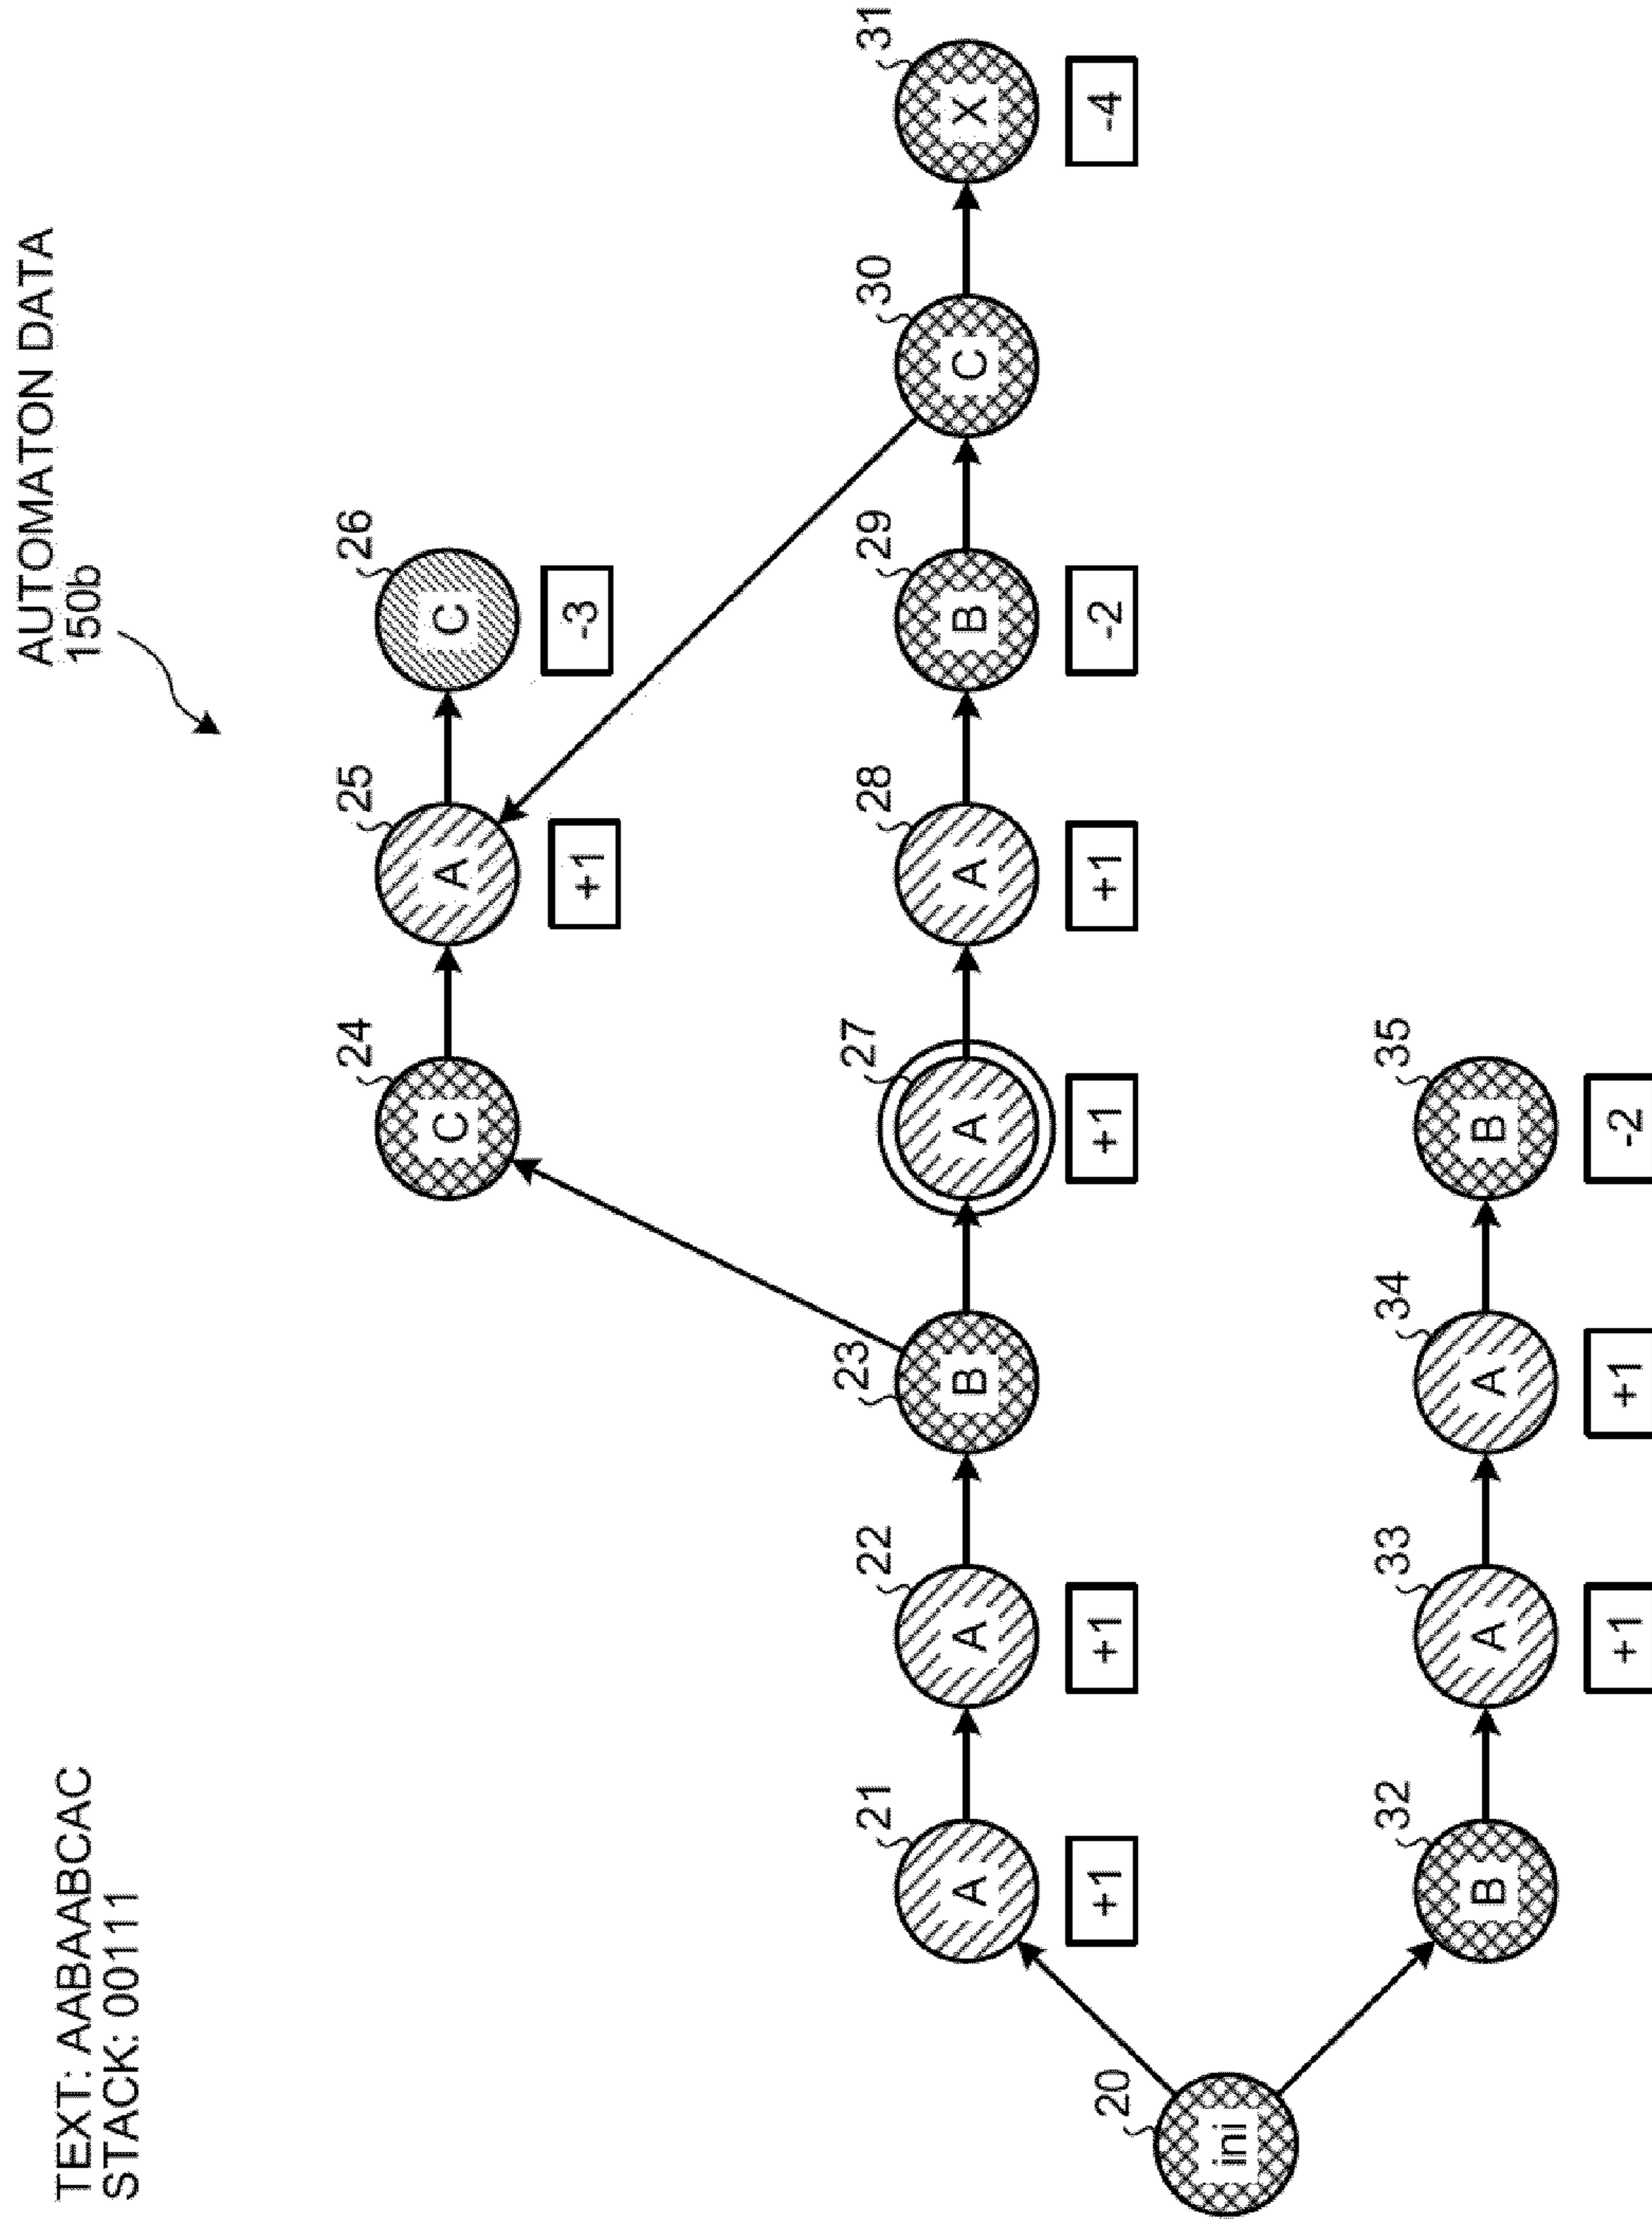 TEXT: AABAABCAC
STACK: 00111
AUTOMATON DATA
150b
24
C
25
A
+1
26
C
-3
21
A
+1
22
A
+1
23
B
27
A
+1
28
A
+1
29
B
-2
30
C
31
X
-4
20
ini
32
B
33
A
+1
34
A
+1
35
B
-2